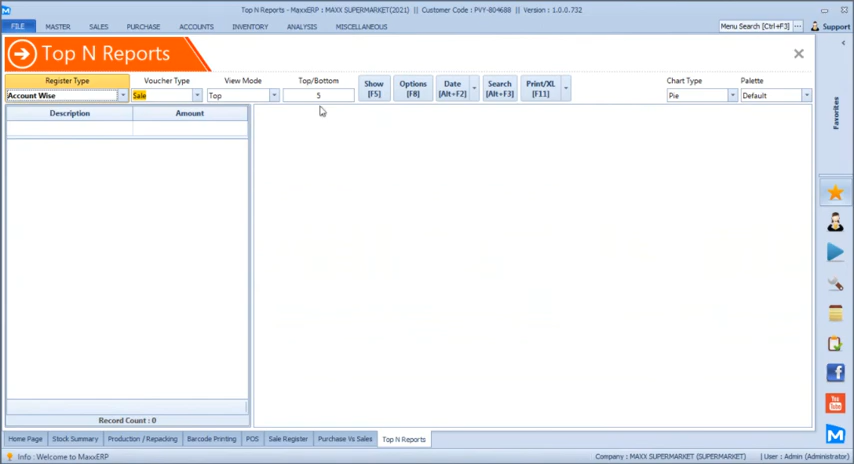 Top N Reports - MaxxERP : MAXX SUPERMARKET(2021) || Customer Code : PVY-804688 || Version : 1.0.0.732
FILE MASTER SALES PURCHASE ACCOUNTS INVENTORY ANALYSIS MISCELLANEOUS Menu Search [Ctrl+F3] ... Support
Top N Reports
Register Type Voucher Type View Mode Top/Bottom Show [F5] Options [F8] Date [Alt+F2] Search [Alt+F3] Print/XL [F11] Chart Type Palette
Account Wise Sale Top 5 Pie Default
Description Amount
Favorites
You Tube
Record Count : 0
Home Page Stock Summary Production / Repacking Barcode Printing POS Sale Register Purchase Vs Sales Top N Reports
Info : Welcome to MaxxERP Company : MAXX SUPERMARKET (SUPERMARKET) User : Admin (Administrator)